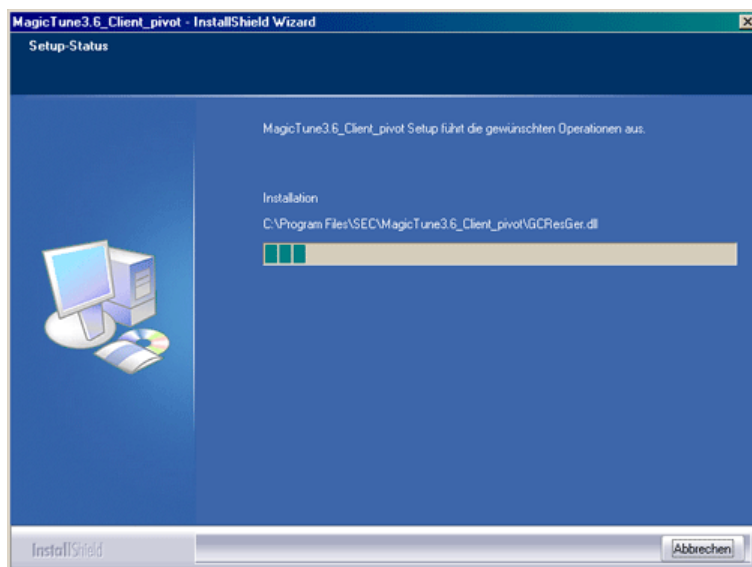 MagicTune3.6_Client_pivot - InstallShield Wizard
Setup-Status
MagicTune3.6_Client_pivot Setup führt die gewünschten Operationen aus.
Installation
C:\Program Files\SEC\MagicTune3.6_Client_pivot\GCResGer.dll
InstallShield
Abbrechen